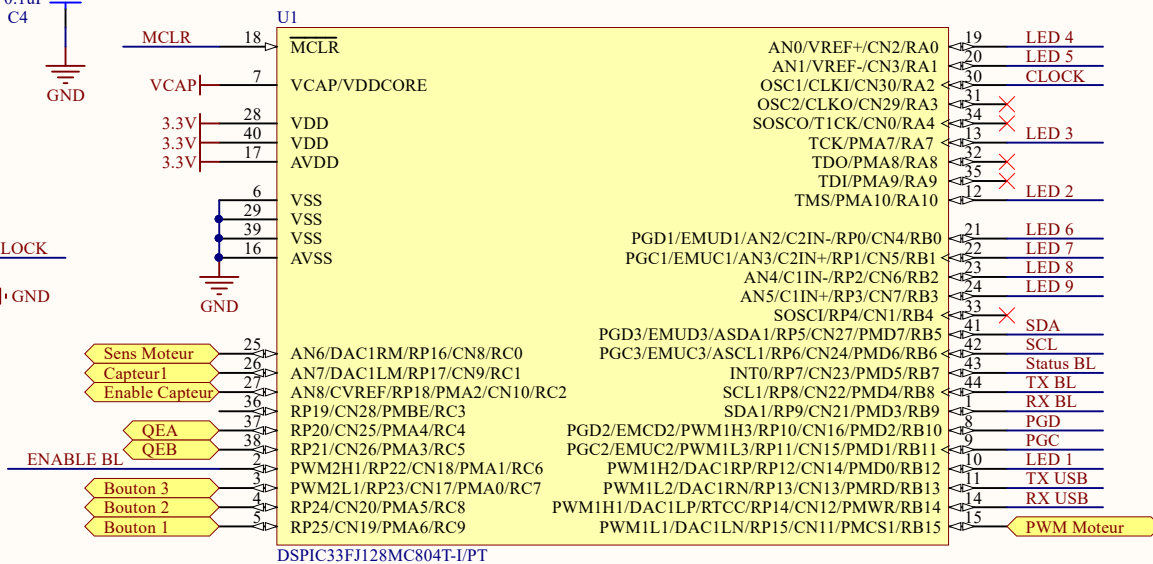 0.1uF
C4
GND
LOCK
GND
U1
MCLR 18 MCLR
VCAP 7 VCAP/VDDCORE
3.3V 28 VDD
3.3V 40 VDD
3.3V 17 AVDD
6 VSS
29 VSS
39 VSS
16 AVSS
GND
Sens Moteur 25 AN6/DAC1RM/RP16/CN8/RC0
Capteur1 26 AN7/DAC1LM/RP17/CN9/RC1
Enable Capteur 27 AN8/CVREF/RP18/PMA2/CN10/RC2
36 RP19/CN28/PMBE/RC3
QEA 37 RP20/CN25/PMA4/RC4
QEB 38 RP21/CN26/PMA3/RC5
ENABLE BL 2 PWM2H1/RP22/CN18/PMA1/RC6
Bouton 3 3 PWM2L1/RP23/CN17/PMA0/RC7
Bouton 2 4 RP24/CN20/PMA5/RC8
Bouton 1 5 RP25/CN19/PMA6/RC9
AN0/VREF+/CN2/RA0 19 LED 4
AN1/VREF-/CN3/RA1 20 LED 5
OSC1/CLKI/CN30/RA2 30 CLOCK
OSC2/CLKO/CN29/RA3 31
SOSCO/T1CK/CN0/RA4 34
TCK/PMA7/RA7 13 LED 3
TDO/PMA8/RA8 32
TDI/PMA9/RA9 35
TMS/PMA10/RA10 12 LED 2
PGD1/EMUD1/AN2/C2IN-/RP0/CN4/RB0 21 LED 6
PGC1/EMUC1/AN3/C2IN+/RP1/CN5/RB1 22 LED 7
AN4/C1IN-/RP2/CN6/RB2 23 LED 8
AN5/C1IN+/RP3/CN7/RB3 24 LED 9
SOSCI/RP4/CN1/RB4 33
PGD3/EMUD3/ASDA1/RP5/CN27/PMD7/RB5 41 SDA
PGC3/EMUC3/ASCL1/RP6/CN24/PMD6/RB6 42 SCL
INT0/RP7/CN23/PMD5/RB7 43 Status BL
SCL1/RP8/CN22/PMD4/RB8 44 TX BL
SDA1/RP9/CN21/PMD3/RB9 1 RX BL
PGD2/EMCD2/PWM1H3/RP10/CN16/PMD2/RB10 8 PGD
PGC2/EMUC2/PWM1L3/RP11/CN15/PMD1/RB11 9 PGC
PWM1H2/DAC1RP/RP12/CN14/PMD0/RB12 10 LED 1
PWM1L2/DAC1RN/RP13/CN13/PMRD/RB13 11 TX USB
PWM1H1/DAC1LP/RTCC/RP14/CN12/PMWR/RB14 14 RX USB
PWM1L1/DAC1LN/RP15/CN11/PMCS1/RB15 15 PWM Moteur
DSPIC33FJ128MC804T-I/PT